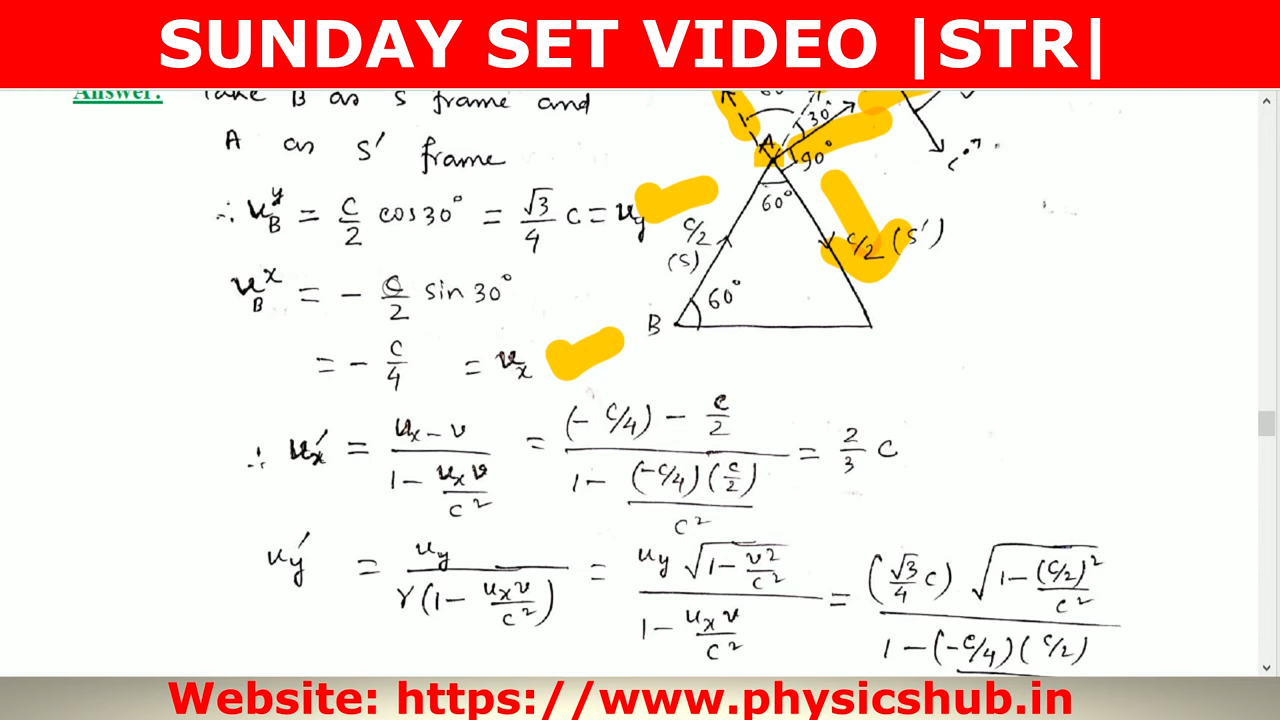 SUNDAY SET VIDEO |STR|
Answer: Take B as S frame and
A as S' frame
∴ u_B^y = c/2 cos30° = √3/4 c = u_y
u_B^x = - c/2 sin 30°
= - c/4 = u_x
∴ u_x' = (u_x - v)/(1 - u_x v/c²) = ((- c/4) - c/2)/(1 - (-c/4)(c/2)/c²) = 2/3 c
u_y' = u_y/(γ(1 - u_x v/c²)) = u_y √(1 - v²/c²)/(1 - u_x v/c²) = (√3/4 c) √(1 - (c/2)²/c²)/(1 - (-c/4)(c/2)
30°
A
90°
60°
c/2
(S)
c/2 (S')
60°
B
Website: https://www.physicshub.in